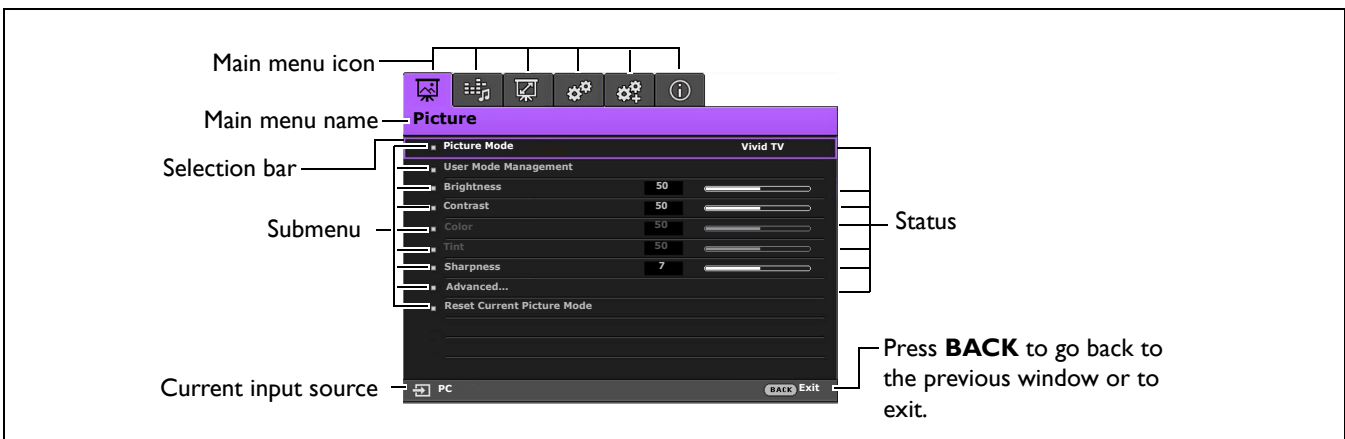 Main menu icon
Main menu name
Picture
Selection bar
Picture Mode Vivid TV
User Mode Management
Brightness 50
Contrast 50
Submenu
Color 50
Status
Tint 50
Sharpness 7
Advanced...
Reset Current Picture Mode
Current input source
PC
BACK Exit
Press BACK to go back to
the previous window or to
exit.